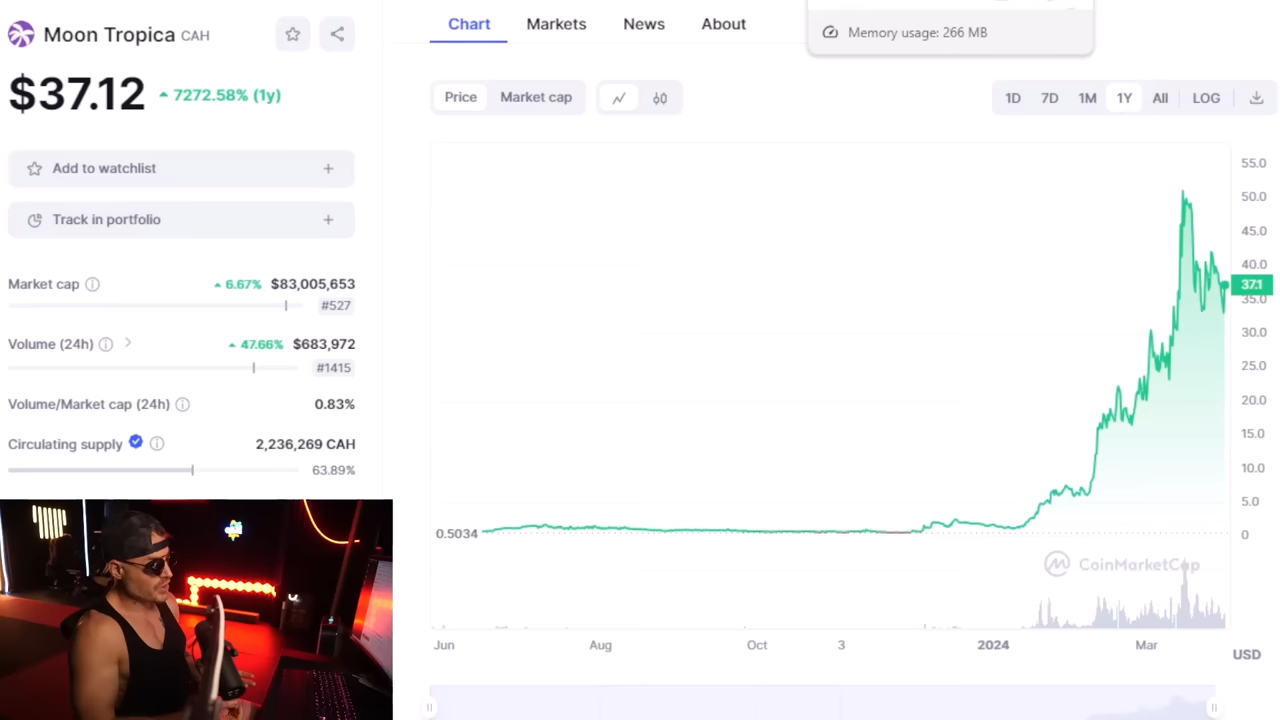 Moon Tropica CAH
$37.12 7272.58% (1y)
Add to watchlist +
Track in portfolio +
Market cap 6.67% $83,005,653
#527
Volume (24h) > 47.66% $683,972
#1415
Volume/Market cap (24h) 0.83%
Circulating supply 2,236,269 CAH
63.89%
Chart Markets News About
Memory usage: 266 MB
Price Market cap
1D 7D 1M 1Y All LOG
55.0
50.0
45.0
40.0
37.1
35.0
30.0
25.0
20.0
15.0
10.0
5.0
0
0.5034
CoinMarketCap
Jun Aug Oct 3 2024 Mar
USD